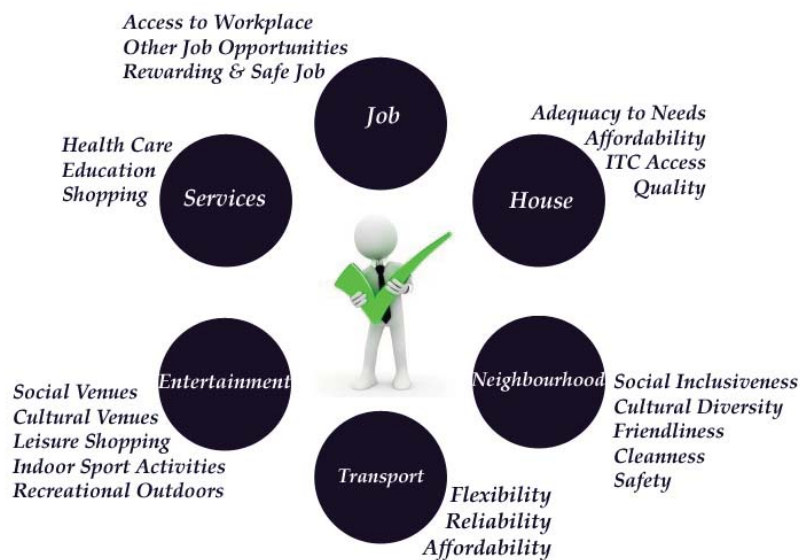 Access to Workplace
Other Job Opportunities
Rewarding & Safe Job
Job
Adequacy to Needs
Affordability
ITC Access
Quality
House
Health Care
Education
Shopping
Services
Entertainment
Social Venues
Cultural Venues
Leisure Shopping
Indoor Sport Activities
Recreational Outdoors
Neighbourhood
Social Inclusiveness
Cultural Diversity
Friendliness
Cleanness
Safety
Transport
Flexibility
Reliability
Affordability